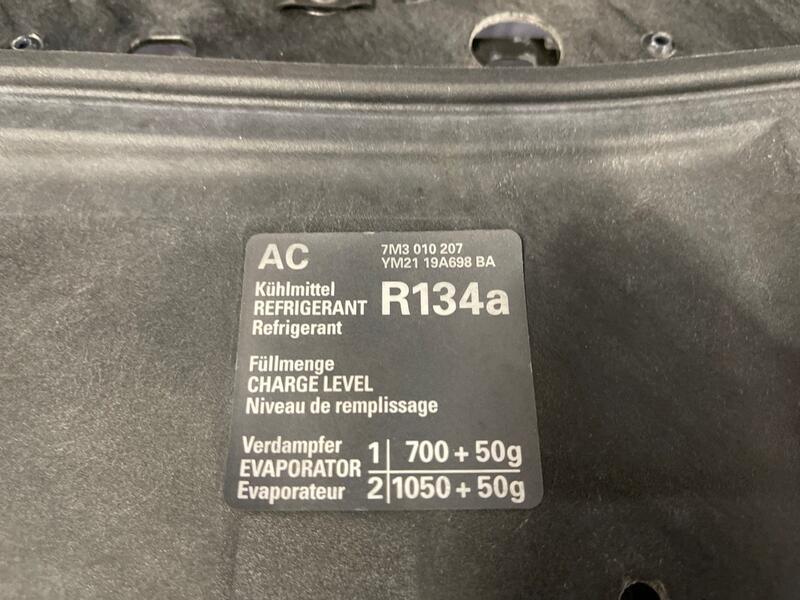 AC
7M3 010 207
YM21 19A698 BA
Kühlmittel
REFRIGERANT R134a
Refrigerant
Füllmenge
CHARGE LEVEL
Niveau de remplissage
Verdampfer
EVAPORATOR
Evaporateur
1 700 + 50g
2 1050 + 50g